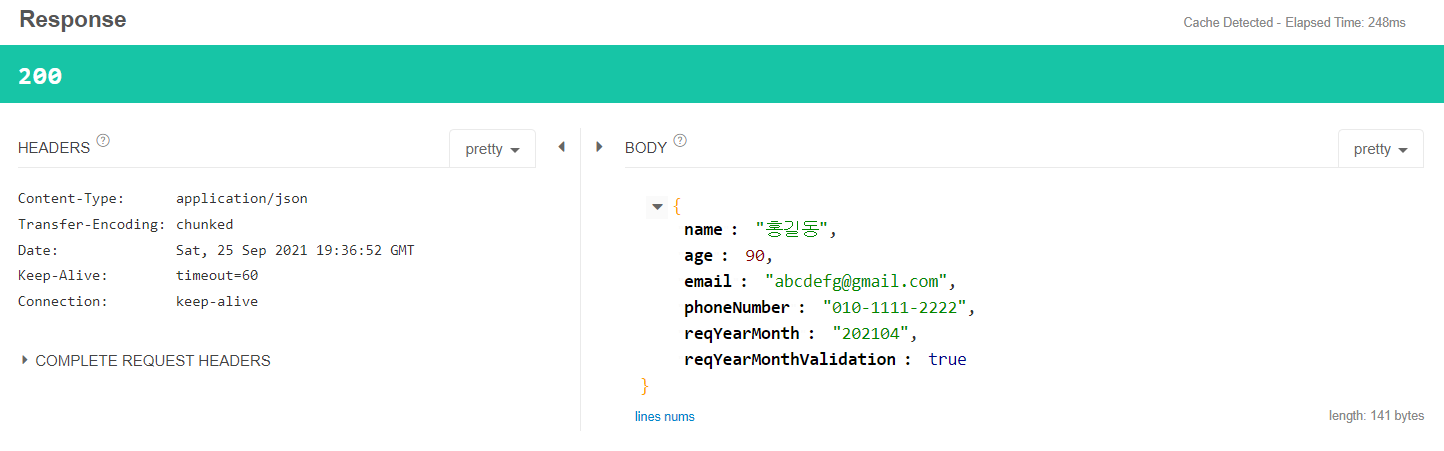 Response
Cache Detected - Elapsed Time: 248ms
200
HEADERS ?
pretty
Content-Type: application/json
Transfer-Encoding: chunked
Date: Sat, 25 Sep 2021 19:36:52 GMT
Keep-Alive: timeout=60
Connection: keep-alive
COMPLETE REQUEST HEADERS
BODY ?
pretty
{
name : "홍길동",
age : 90,
email : "abcdefg@gmail.com",
phoneNumber : "010-1111-2222",
reqYearMonth : "202104",
reqYearMonthValidation : true
}
lines nums
length: 141 bytes